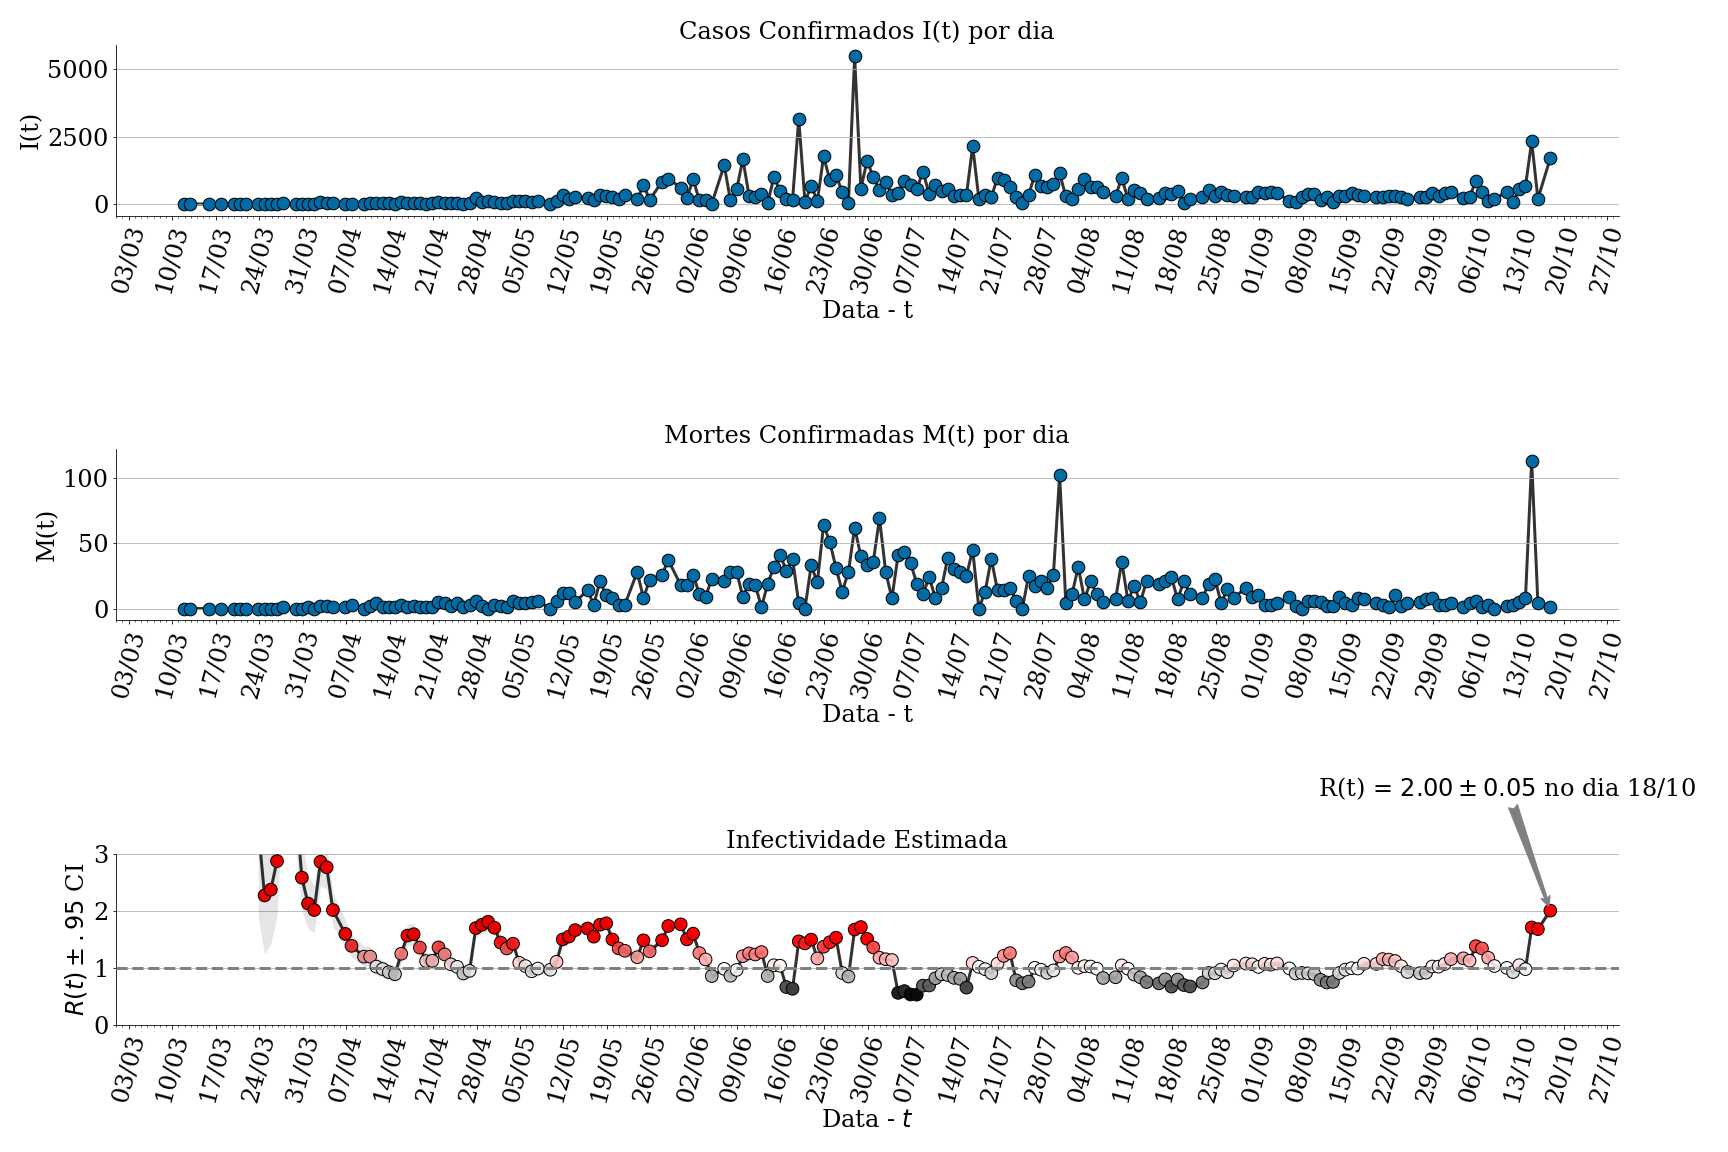 Casos Confirmados I(t) por dia
I(t)
5000
2500
0
03/03 10/03 17/03 24/03 31/03 07/04 14/04 21/04 28/04 05/05 12/05 19/05 26/05 02/06 09/06 16/06 23/06 30/06 07/07 14/07 21/07 28/07 04/08 11/08 18/08 25/08 01/09 08/09 15/09 22/09 29/09 06/10 13/10 20/10 27/10
Data - t
Mortes Confirmadas M(t) por dia
M(t)
100
50
0
03/03 10/03 17/03 24/03 31/03 07/04 14/04 21/04 28/04 05/05 12/05 19/05 26/05 02/06 09/06 16/06 23/06 30/06 07/07 14/07 21/07 28/07 04/08 11/08 18/08 25/08 01/09 08/09 15/09 22/09 29/09 06/10 13/10 20/10 27/10
Data - t
R(t) = 2.00 ± 0.05 no dia 18/10
Infectividade Estimada
R(t) ± .95 CI
3
2
1
0
03/03 10/03 17/03 24/03 31/03 07/04 14/04 21/04 28/04 05/05 12/05 19/05 26/05 02/06 09/06 16/06 23/06 30/06 07/07 14/07 21/07 28/07 04/08 11/08 18/08 25/08 01/09 08/09 15/09 22/09 29/09 06/10 13/10 20/10 27/10
Data - t